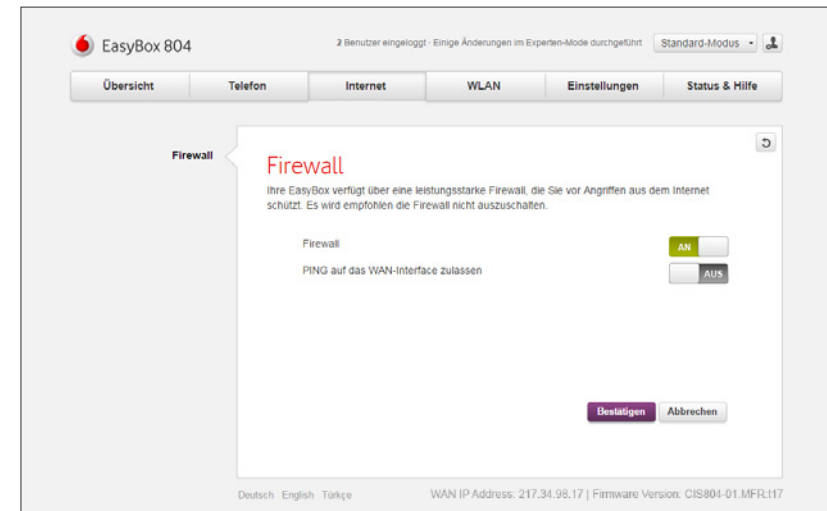 EasyBox 804
2 Benutzer eingeloggt · Einige Änderungen im Experten-Mode durchgeführt
Standard-Modus
Übersicht
Telefon
Internet
WLAN
Einstellungen
Status & Hilfe
Firewall
Firewall
Ihre EasyBox verfügt über eine leistungsstarke Firewall, die Sie vor Angriffen aus dem Internet
schützt. Es wird empfohlen die Firewall nicht auszuschalten.
Firewall
AN
PING auf das WAN-Interface zulassen
AUS
Bestätigen
Abbrechen
Deutsch English Türkçe
WAN IP Address: 217.34.98.17 | Firmware Version: CIS804-01.MFR.t17